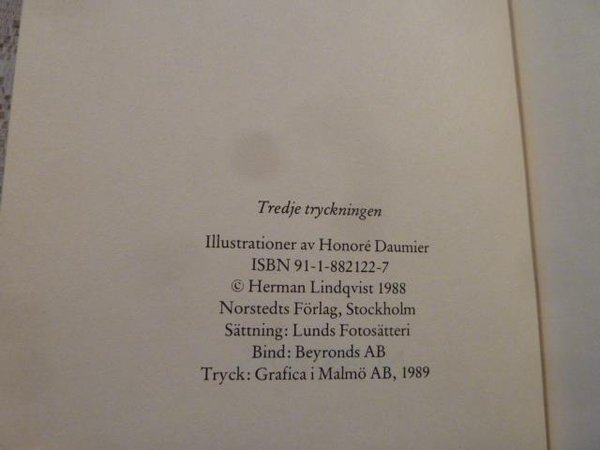 Tredje tryckningen
Illustrationer av Honoré Daumier
ISBN 91-1-882122-7
© Herman Lindqvist 1988
Norstedts Förlag, Stockholm
Sättning: Lunds Fotosätteri
Bind: Beyronds AB
Tryck: Grafica i Malmö AB, 1989